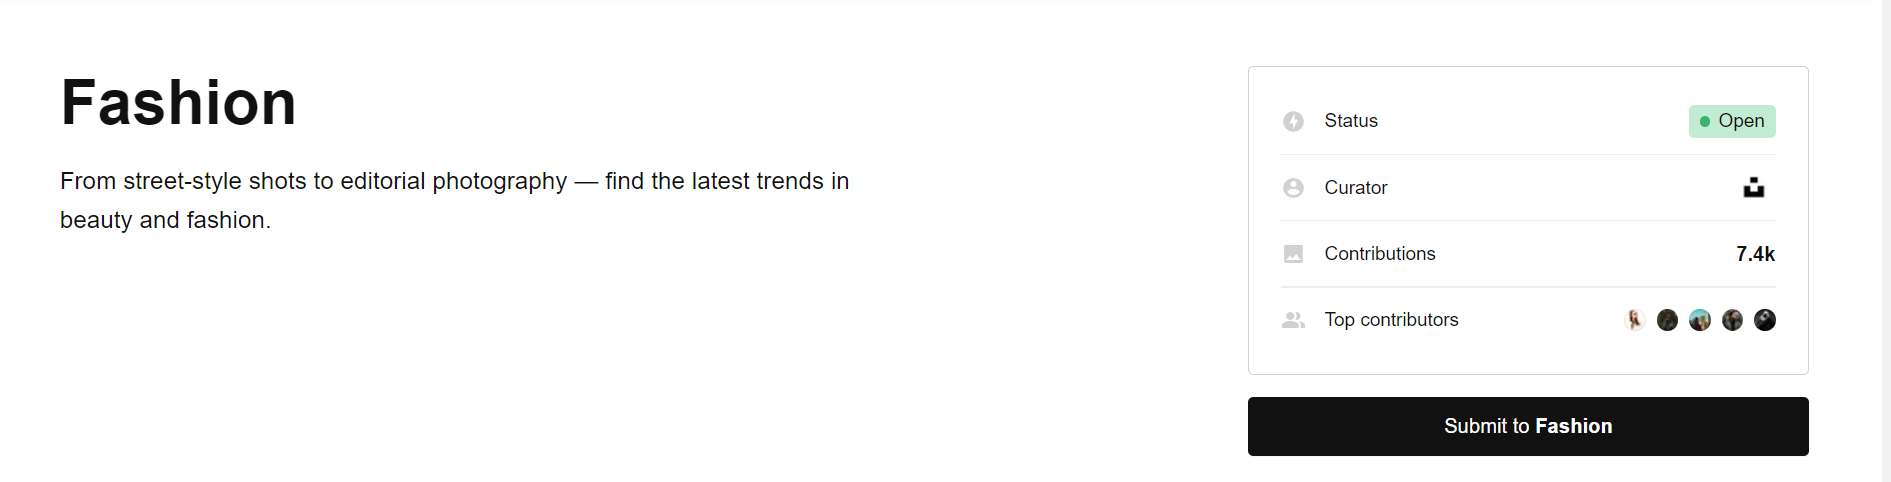 Fashion
From street-style shots to editorial photography — find the latest trends in
beauty and fashion.
Status
Open
Curator
Contributions
7.4k
Top contributors
Submit to Fashion